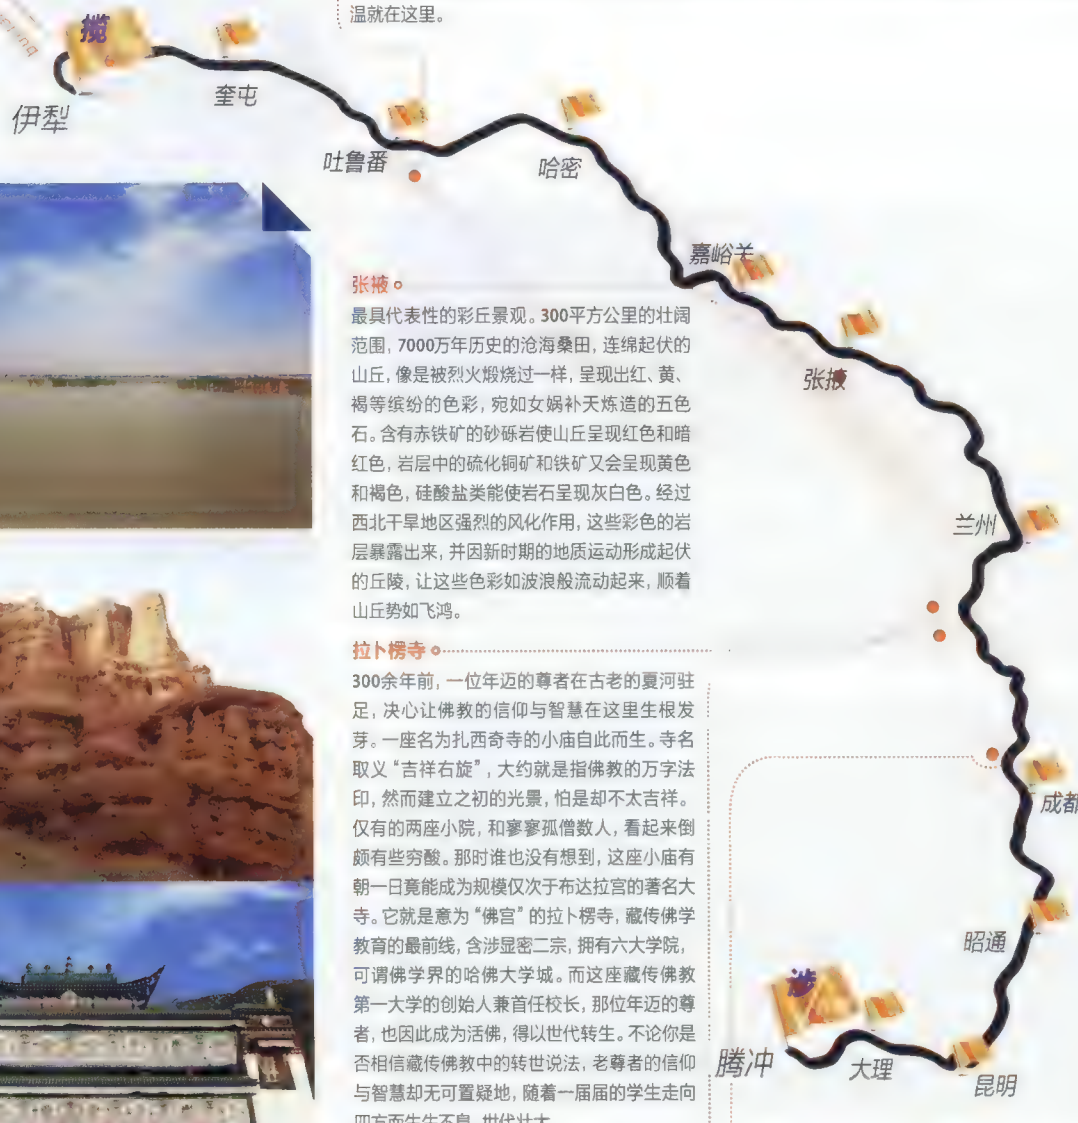 温就在这里。
揽
伊犁
奎屯
吐鲁番
哈密
嘉峪关
张掖
兰州
成都
昭通
涉
腾冲
大理
昆明
张掖
最具代表性的彩丘景观。300平方公里的壮阔
范围，7000万年历史的沧海桑田，连绵起伏的
山丘，像是被烈火煅烧过一样，呈现出红、黄、
褐等缤纷的色彩，宛如女娲补天炼造的五色
石。含有赤铁矿的砂砾岩使山丘呈现红色和暗
红色，岩层中的硫化铜矿和铁矿又会呈现黄色
和褐色，硅酸盐类能使岩石呈现灰白色。经过
西北干旱地区强烈的风化作用，这些彩色的岩
层暴露出来，并因新时期的地质运动形成起伏
的丘陵，让这些色彩如波浪般流动起来，顺着
山丘势如飞鸿。
拉卜楞寺
300余年前，一位年迈的尊者在古老的夏河驻
足，决心让佛教的信仰与智慧在这里生根发
芽。一座名为扎西奇寺的小庙自此而生。寺名
取义“吉祥右旋”，大约就是指佛教的万字法
印，然而建立之初的光景，怕是却不太吉祥。
仅有的两座小院，和寥寥孤僧数人，看起来倒
颇有些穷酸。那时谁也没有想到，这座小庙有
朝一日竟能成为规模仅次于布达拉宫的著名大
寺。它就是意为“佛宫”的拉卜楞寺，藏传佛学
教育的最前线，含涉显密二宗，拥有六大学院，
可谓佛学界的哈佛大学城。而这座藏传佛教
第一大学的创始人兼首任校长，那位年迈的尊
者，也因此成为活佛，得以世代转生。不论你是
否相信藏传佛教中的转世说法，老尊者的信仰
与智慧却无可置疑地，随着一届届的学生走向
四方而生生不息，世代壮大